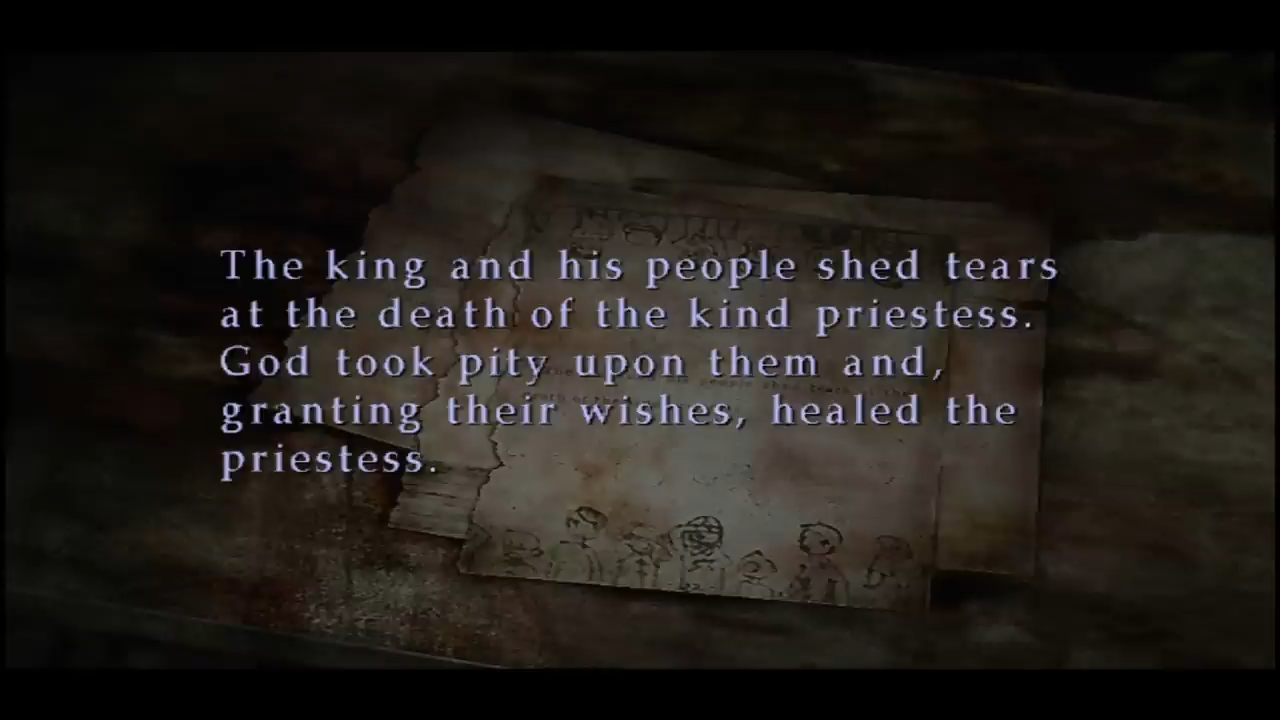 The king and his people shed tears
at the death of the kind priestess.
God took pity upon them and,
granting their wishes, healed the
priestess.